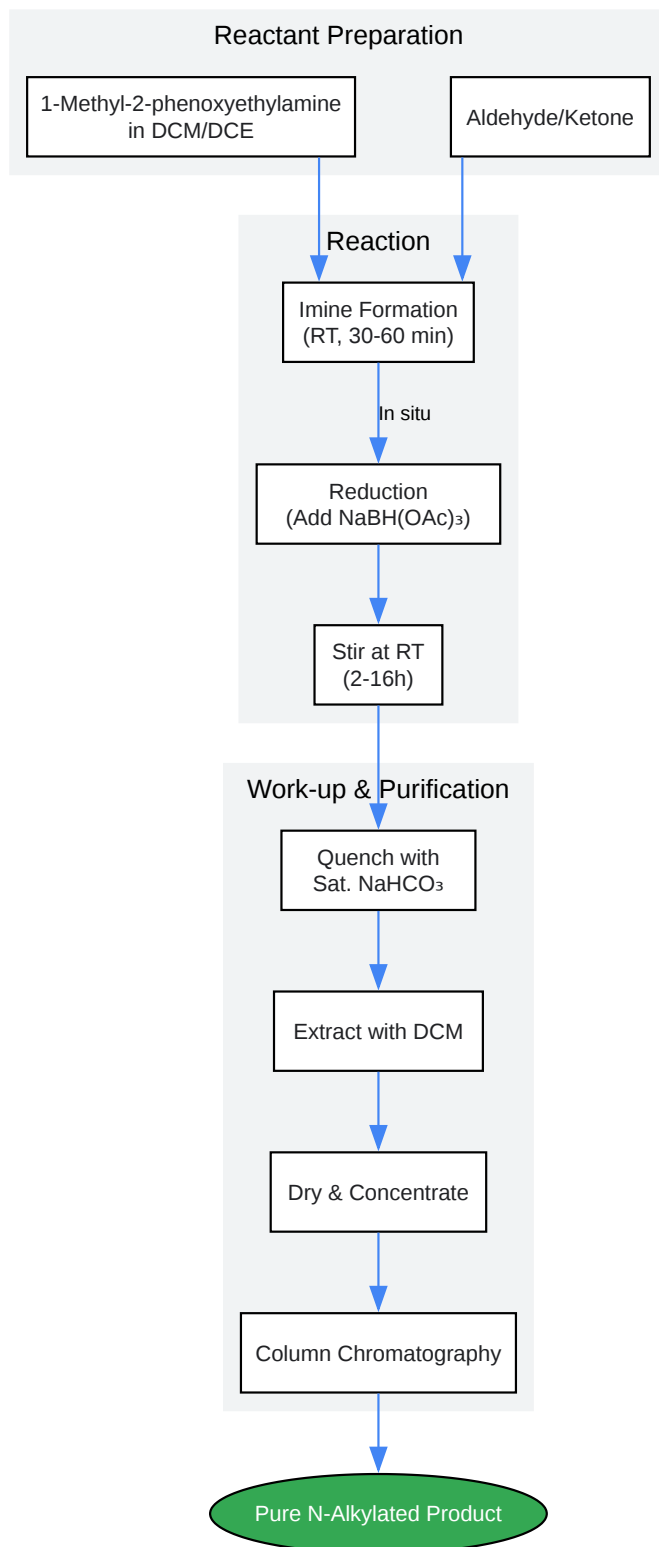 Reactant Preparation
1-Methyl-2-phenoxyethylamine
in DCM/DCE
Aldehyde/Ketone
Reaction
Imine Formation
(RT, 30-60 min)
In situ
Reduction
(Add NaBH(OAc)₃)
Stir at RT
(2-16h)
Work-up & Purification
Quench with
Sat. NaHCO₃
Extract with DCM
Dry & Concentrate
Column Chromatography
Pure N-Alkylated Product